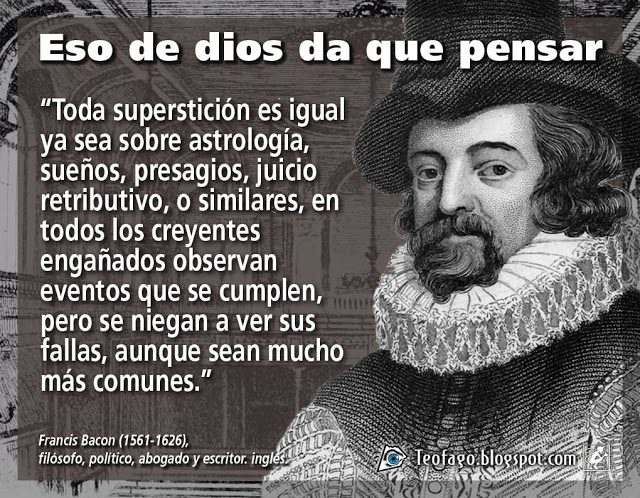 Eso de dios da que pensar
“Toda superstición es igual
ya sea sobre astrología,
sueños, presagios, juicio
retributivo, o similares, en
todos los creyentes
engañados observan
eventos que se cumplen,
pero se niegan a ver sus
fallas, aunque sean mucho
más comunes.”
Francis Bacon (1561-1626),
filósofo, político, abogado y escritor. inglés.
Teofago.blogspot.com